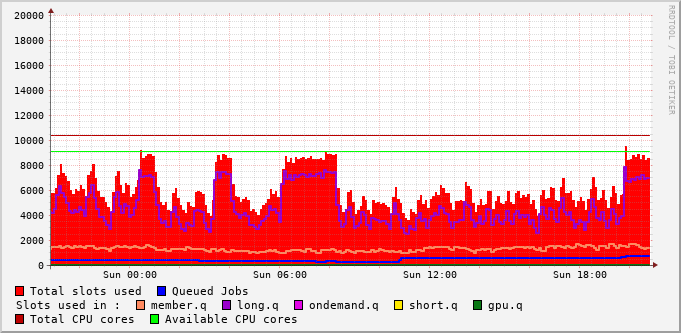 20000
18000
16000
14000
12000
10000
8000
6000
4000
2000
0
Sun 00:00 Sun 06:00 Sun 12:00 Sun 18:00
RRDTOOL / TOBI OETIKER
Total slots used Queued Jobs
Slots used in : member.q long.q ondemand.q short.q gpu.q
Total CPU cores Available CPU cores